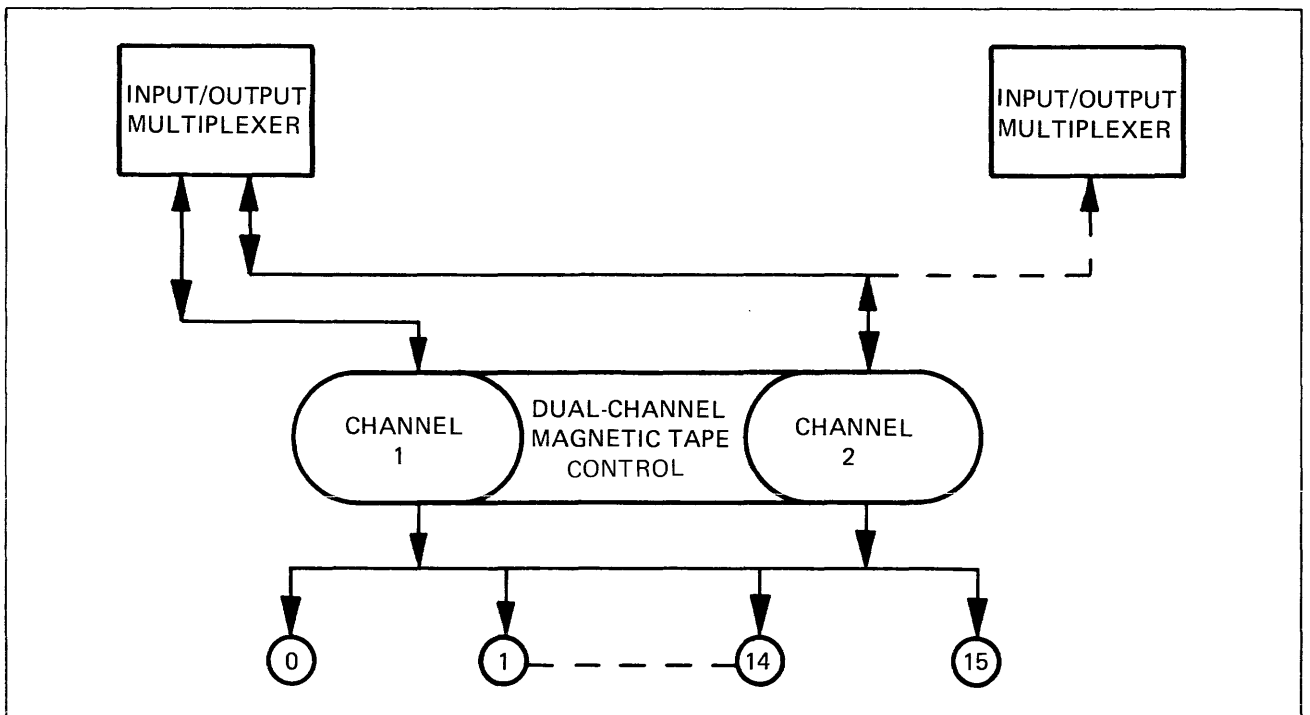 INPUT/OUTPUT
MULTIPLEXER
INPUT/OUTPUT
MULTIPLEXER
CHANNEL
1
DUAL-CHANNEL
MAGNETIC TAPE
CONTROL
CHANNEL
2
0
1
14
15